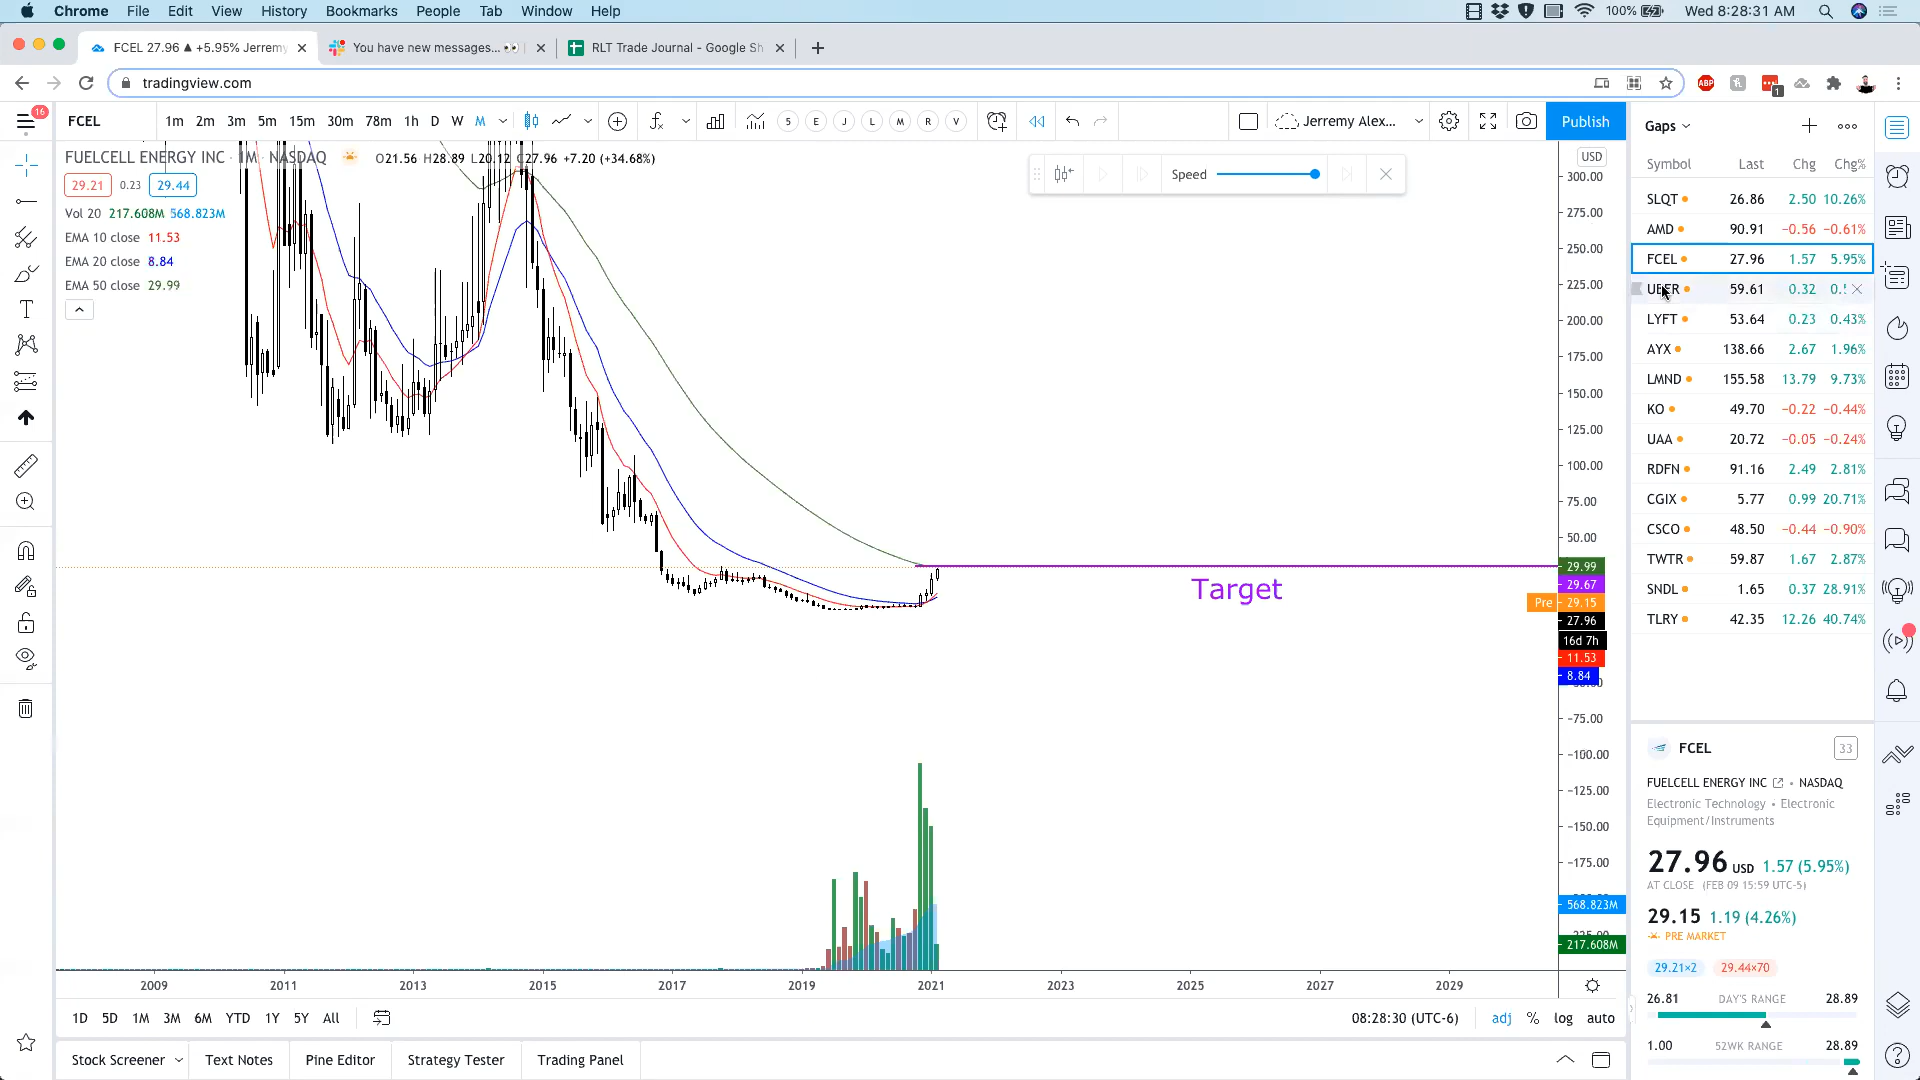 Chrome File Edit View History Bookmarks People Tab Window Help 100% Wed 8:28:31 AM
FCEL 27.96 ▲ +5.95% Jerremy You have new messages... RLT Trade Journal - Google Sh
tradingview.com ABP 1
16 FCEL 1m 2m 3m 5m 15m 30m 78m 1h D W M S E J L M R V Jerremy Alex... Publish Gaps
FUELCELL ENERGY INC · 1M · NASDAQ O21.56 H28.89 L20.12 C27.96 +7.20 (+34.68%)
29.21 0.23 29.44
Vol 20 217.608M 568.823M
EMA 10 close 11.53
EMA 20 close 8.84
EMA 50 close 29.99
Speed
USD
300.00
275.00
250.00
225.00
200.00
175.00
150.00
125.00
100.00
75.00
50.00
29.99
29.67
Pre 29.15
27.96
16d 7h
11.53
8.84
−75.00
−100.00
−125.00
−150.00
−175.00
568.823M
217.608M
Target
2009 2011 2013 2015 2017 2019 2021 2023 2025 2027 2029
1D 5D 1M 3M 6M YTD 1Y 5Y All 08:28:30 (UTC-6) adj % log auto
Stock Screener Text Notes Pine Editor Strategy Tester Trading Panel
Symbol Last Chg Chg%
SLQT 26.86 2.50 10.26%
AMD 90.91 −0.56 −0.61%
FCEL 27.96 1.57 5.95%
UBER 59.61 0.32
LYFT 53.64 0.23 0.43%
AYX 138.66 2.67 1.96%
LMND 155.58 13.79 9.73%
KO 49.70 −0.22 −0.44%
UAA 20.72 −0.05 −0.24%
RDFN 91.16 2.49 2.81%
CGIX 5.77 0.99 20.71%
CSCO 48.50 −0.44 −0.90%
TWTR 59.87 1.67 2.87%
SNDL 1.65 0.37 28.91%
TLRY 42.35 12.26 40.74%
FCEL 33
FUELCELL ENERGY INC • NASDAQ
Electronic Technology • Electronic
Equipment/Instruments
27.96 USD 1.57 (5.95%)
AT CLOSE (FEB 09 15:59 UTC-5)
29.15 1.19 (4.26%)
PRE MARKET
29.21×2 29.44×70
26.81 DAY'S RANGE 28.89
1.00 52WK RANGE 28.89